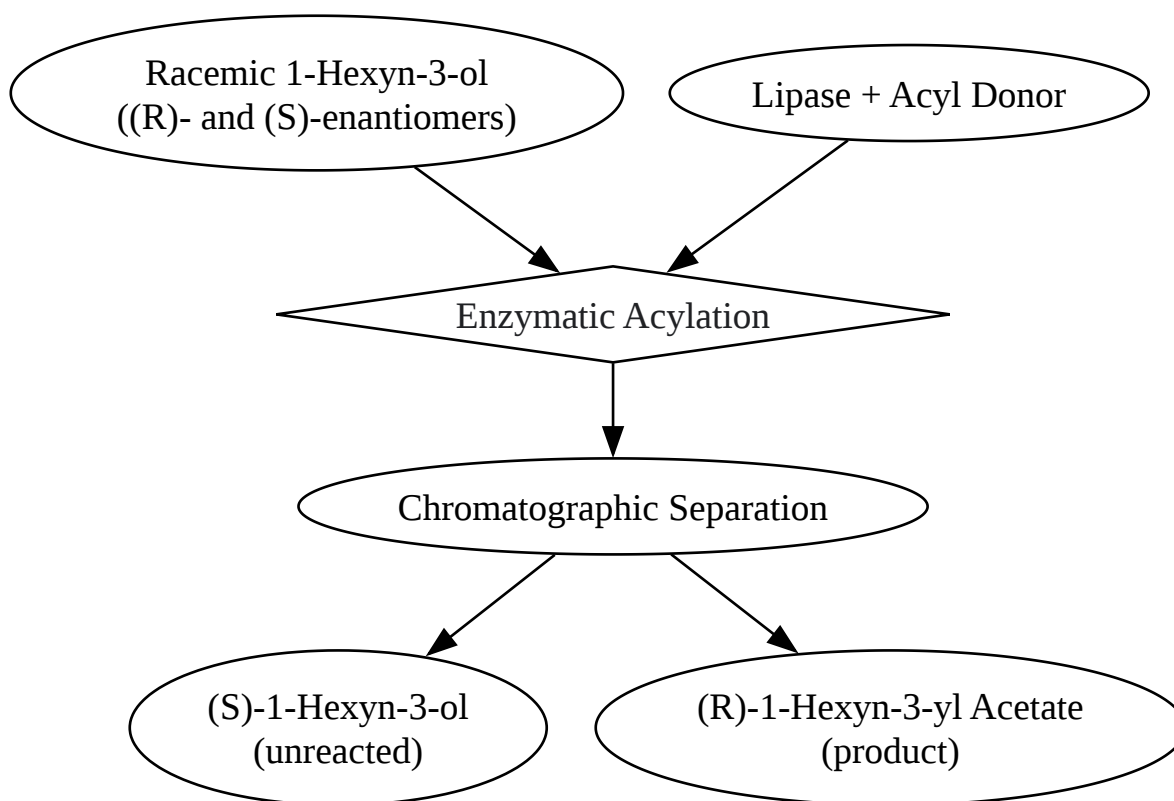 Racemic 1-Hexyn-3-ol
((R)- and (S)-enantiomers)
Lipase + Acyl Donor
Enzymatic Acylation
Chromatographic Separation
(S)-1-Hexyn-3-ol
(unreacted)
(R)-1-Hexyn-3-yl Acetate
(product)